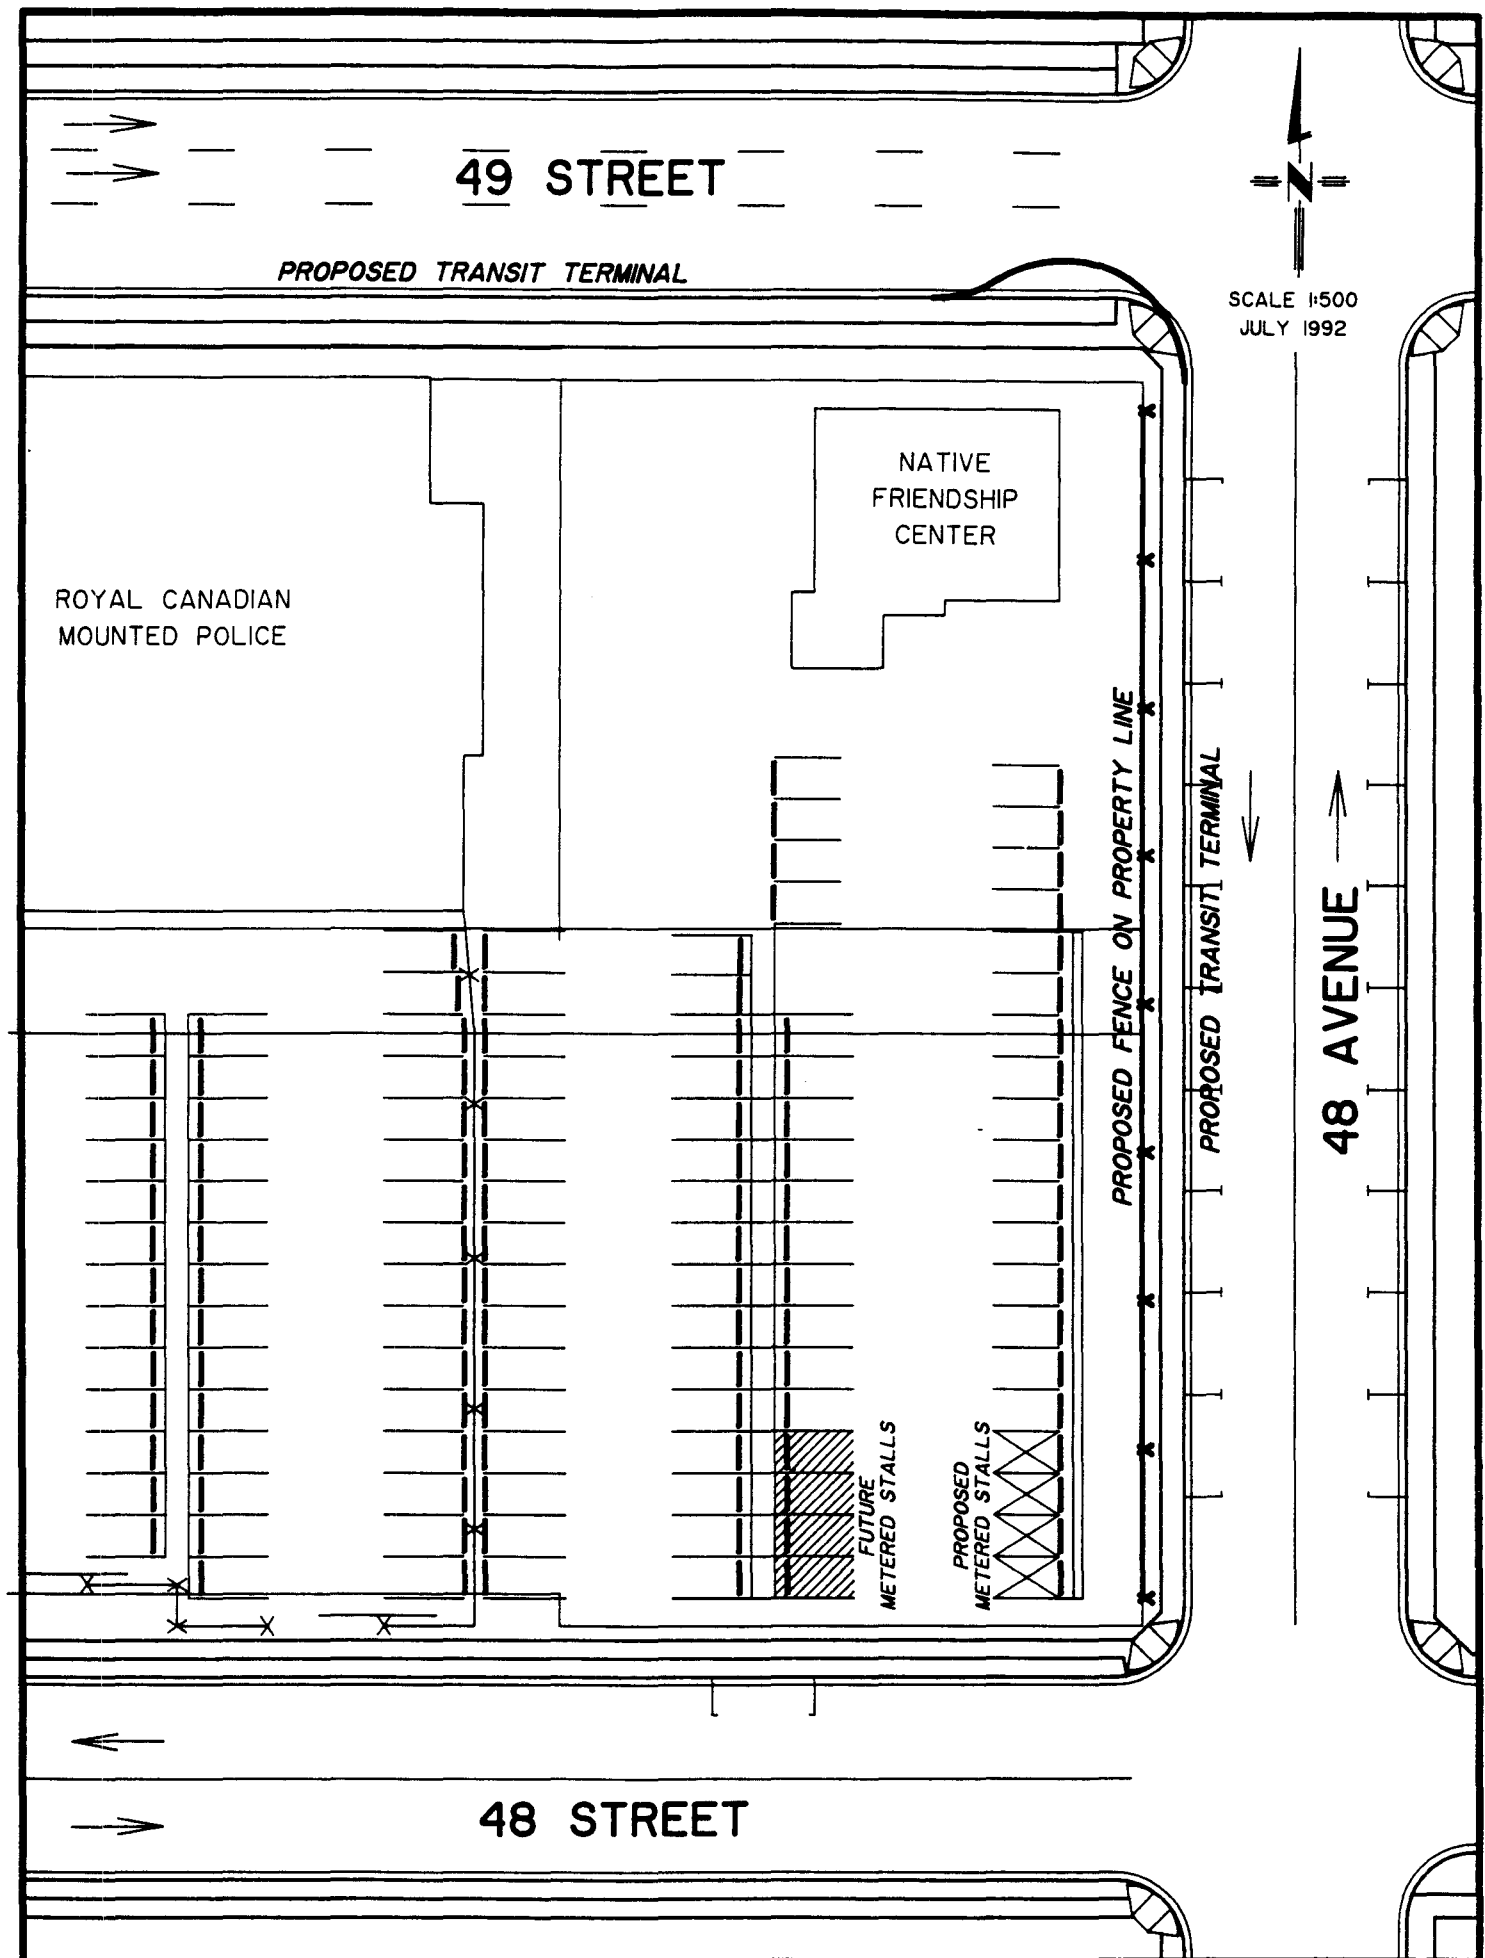 49 STREET
N
PROPOSED TRANSIT TERMINAL
SCALE 1:500
JULY 1992
NATIVE
FRIENDSHIP
CENTER
ROYAL CANADIAN
MOUNTED POLICE
PROPOSED FENCE ON PROPERTY LINE
PROPOSED TRANSIT TERMINAL
48 AVENUE
FUTURE
METERED STALLS
PROPOSED
METERED STALLS
48 STREET